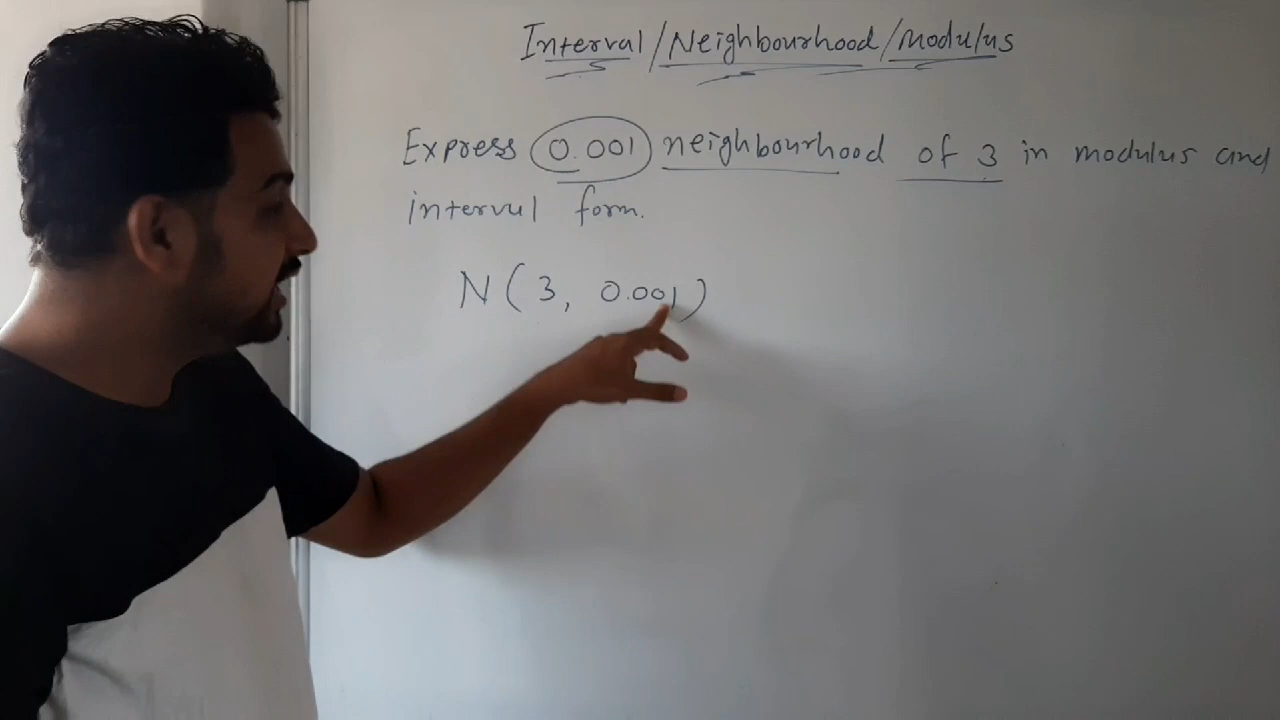 Interval/Neighbourhood/Modulus
Express 0.001 neighbourhood of 3 in modulus and
interval form.
N(3, 0.001)